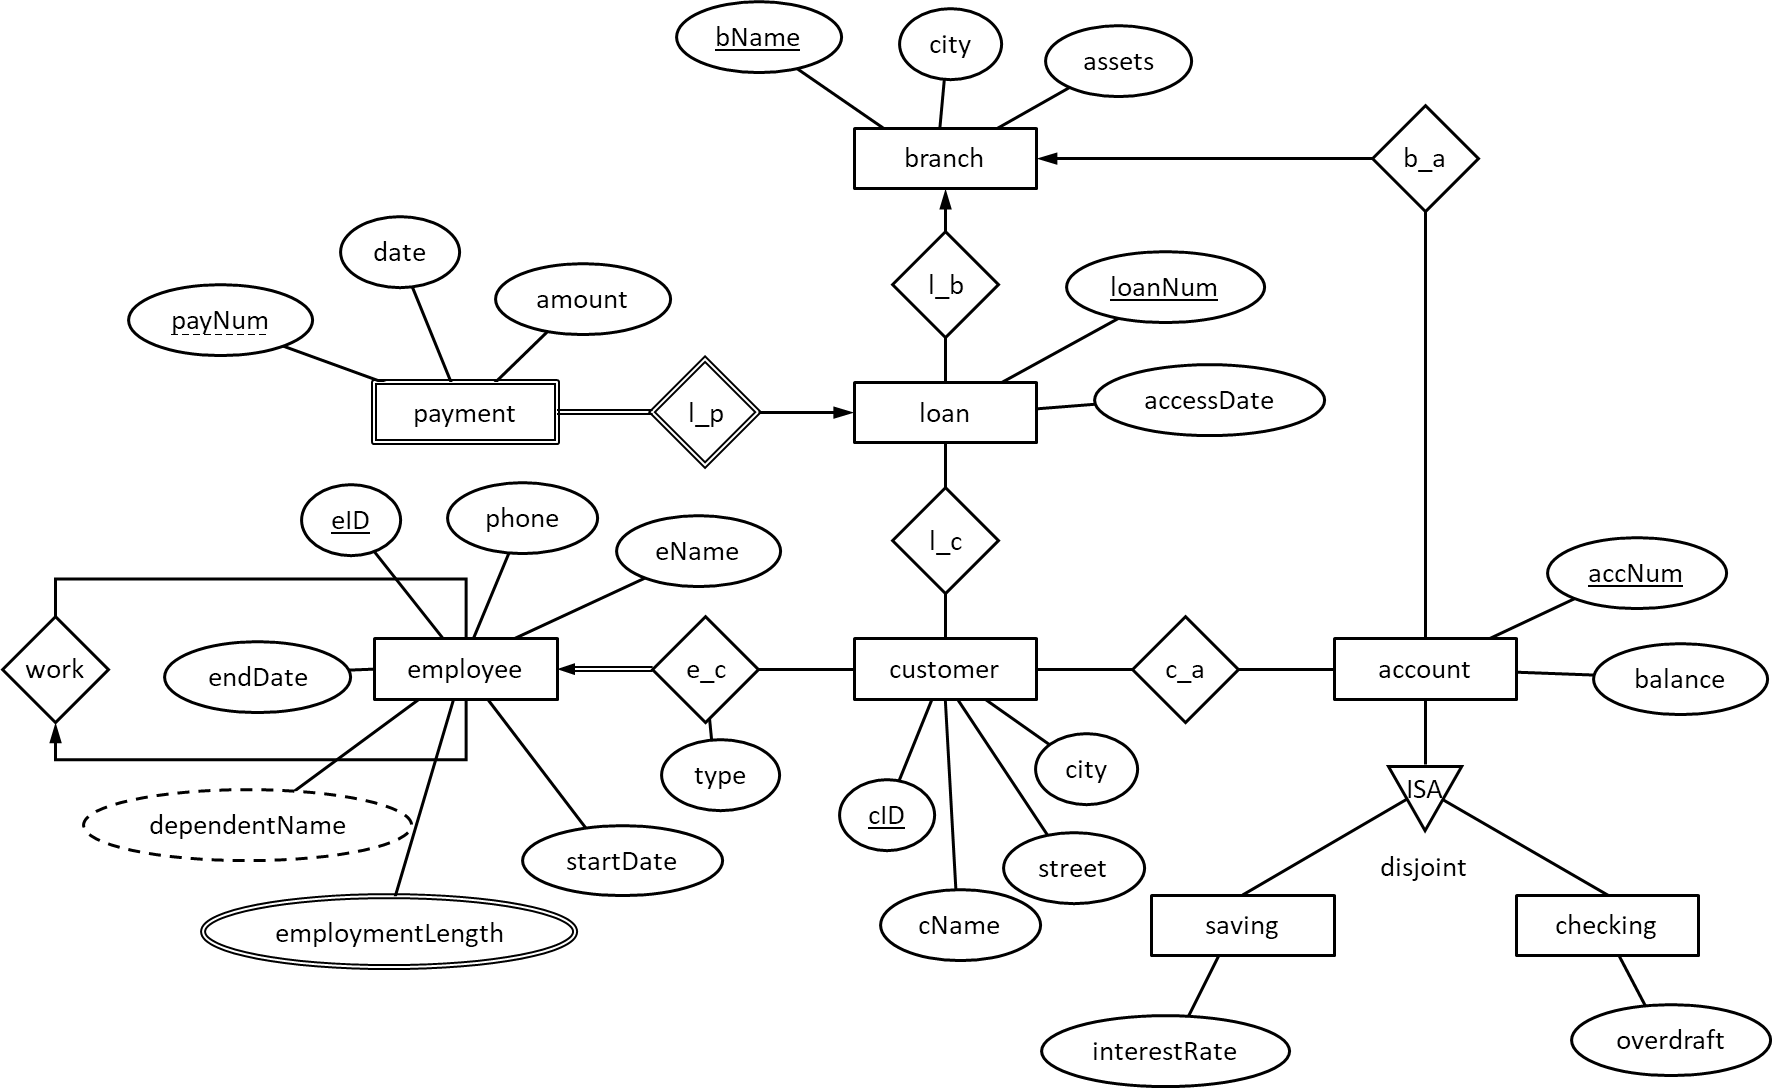 bName
city
assets
branch
b_a
date
amount
payNum
l_b
loanNum
accessDate
payment
l_p
loan
eID
phone
eName
l_c
accNum
work
endDate
employee
e_c
customer
c_a
account
balance
type
city
ISA
dependentName
cID
startDate
street
disjoint
employmentLength
cName
saving
checking
interestRate
overdraft